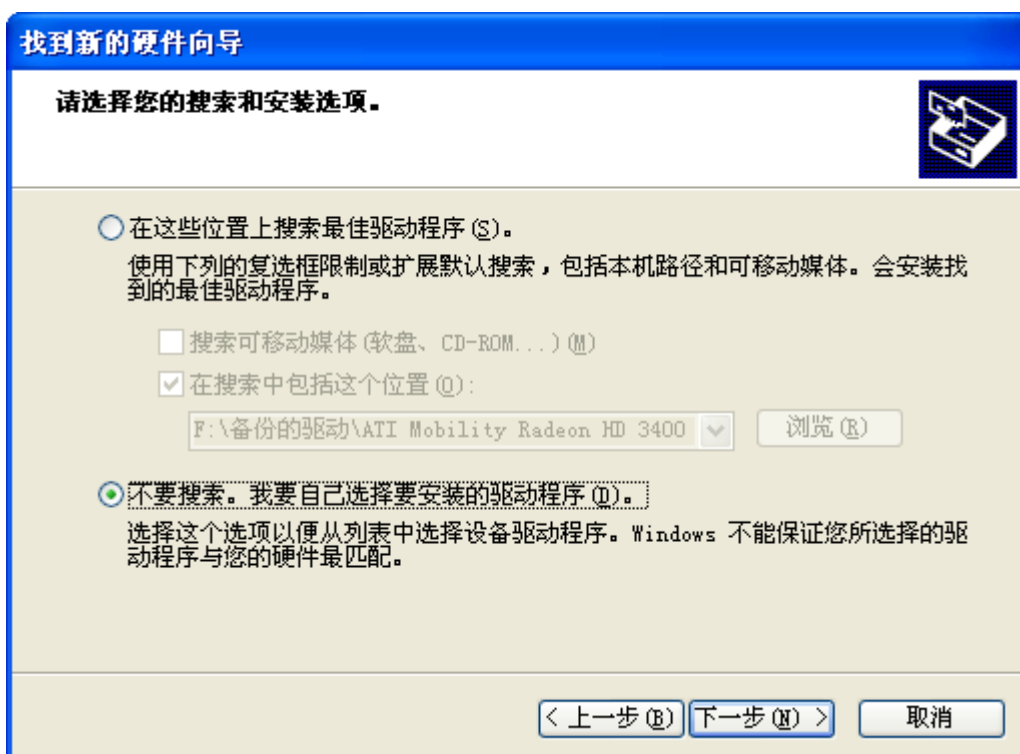 找到新的硬件向导
请选择您的搜索和安装选项。
在这些位置上搜索最佳驱动程序(S)。
使用下列的复选框限制或扩展默认搜索，包括本机路径和可移动媒体。会安装找
到的最佳驱动程序。
搜索可移动媒体(软盘、CD-ROM...)(M)
在搜索中包括这个位置(O):
F:\备份的驱动\ATI Mobility Radeon HD 3400
浏览(R)
不要搜索。我要自己选择要安装的驱动程序(D)。
选择这个选项以便从列表中选择设备驱动程序。Windows 不能保证您所选择的驱
动程序与您的硬件最匹配。
< 上一步(B)
下一步(N) >
取消